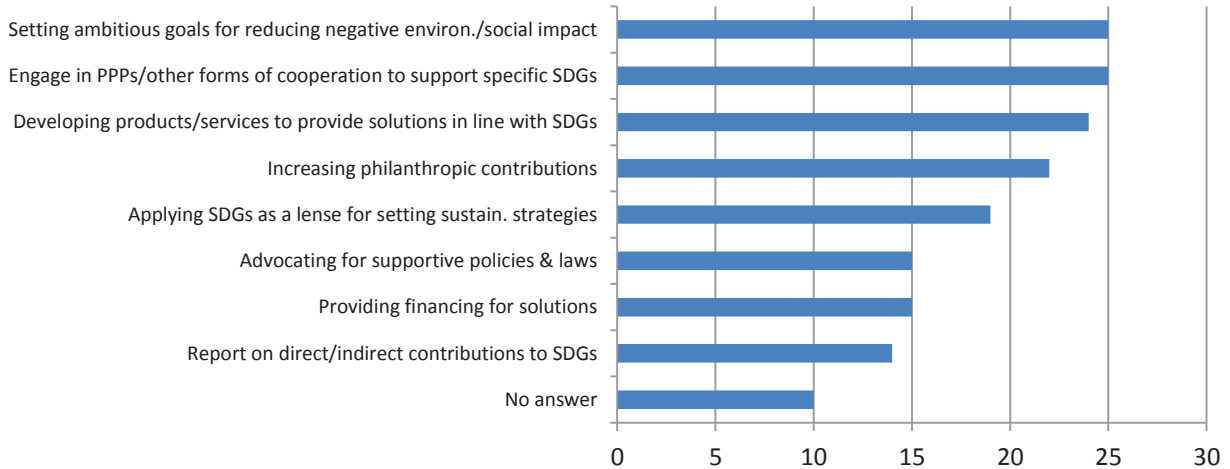 Setting ambitious goals for reducing negative environ./social impact
Engage in PPPs/other forms of cooperation to support specific SDGs
Developing products/services to provide solutions in line with SDGs
Increasing philanthropic contributions
Applying SDGs as a lense for setting sustain. strategies
Advocating for supportive policies & laws
Providing financing for solutions
Report on direct/indirect contributions to SDGs
No answer
0 5 10 15 20 25 30